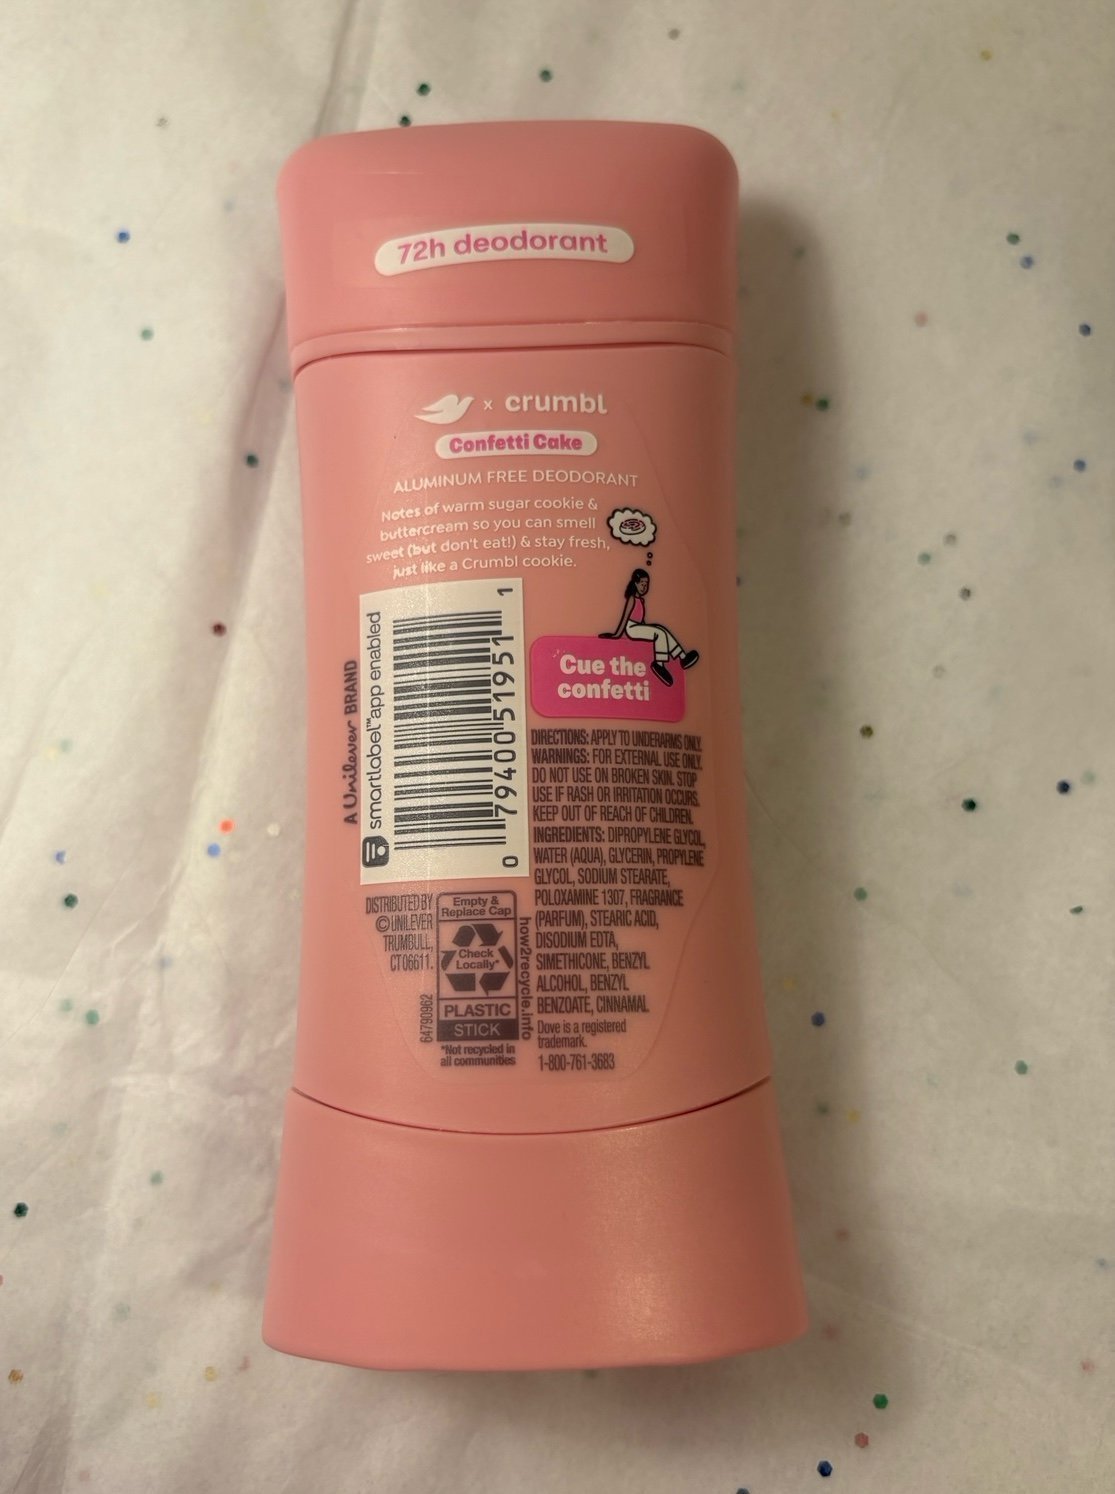 72h deodorant
x crumbl
Confetti Cake
ALUMINUM FREE DEODORANT
Notes of warm sugar cookie &
buttercream so you can smell
sweet (but don't eat!) & stay fresh,
just like a Crumbl cookie.
A Unilever BRAND
smartlabel™ app enabled
0 79400 51951 1
Cue the
confetti
DIRECTIONS: APPLY TO UNDERARMS ONLY.
WARNINGS: FOR EXTERNAL USE ONLY.
DO NOT USE ON BROKEN SKIN. STOP
USE IF RASH OR IRRITATION OCCURS.
KEEP OUT OF REACH OF CHILDREN.
INGREDIENTS: DIPROPYLENE GLYCOL,
WATER (AQUA), GLYCERIN, PROPYLENE
GLYCOL, SODIUM STEARATE,
POLOXAMINE 1307, FRAGRANCE
(PARFUM), STEARIC ACID,
DISODIUM EDTA,
SIMETHICONE, BENZYL
ALCOHOL, BENZYL
BENZOATE, CINNAMAL
Dove is a registered
trademark.
1-800-761-3683
DISTRIBUTED BY
© UNILEVER
TRUMBULL,
CT 06611.
64790962
Empty &
Replace Cap
Check
Locally*
PLASTIC
STICK
*Not recycled in
all communities
how2recycle.info